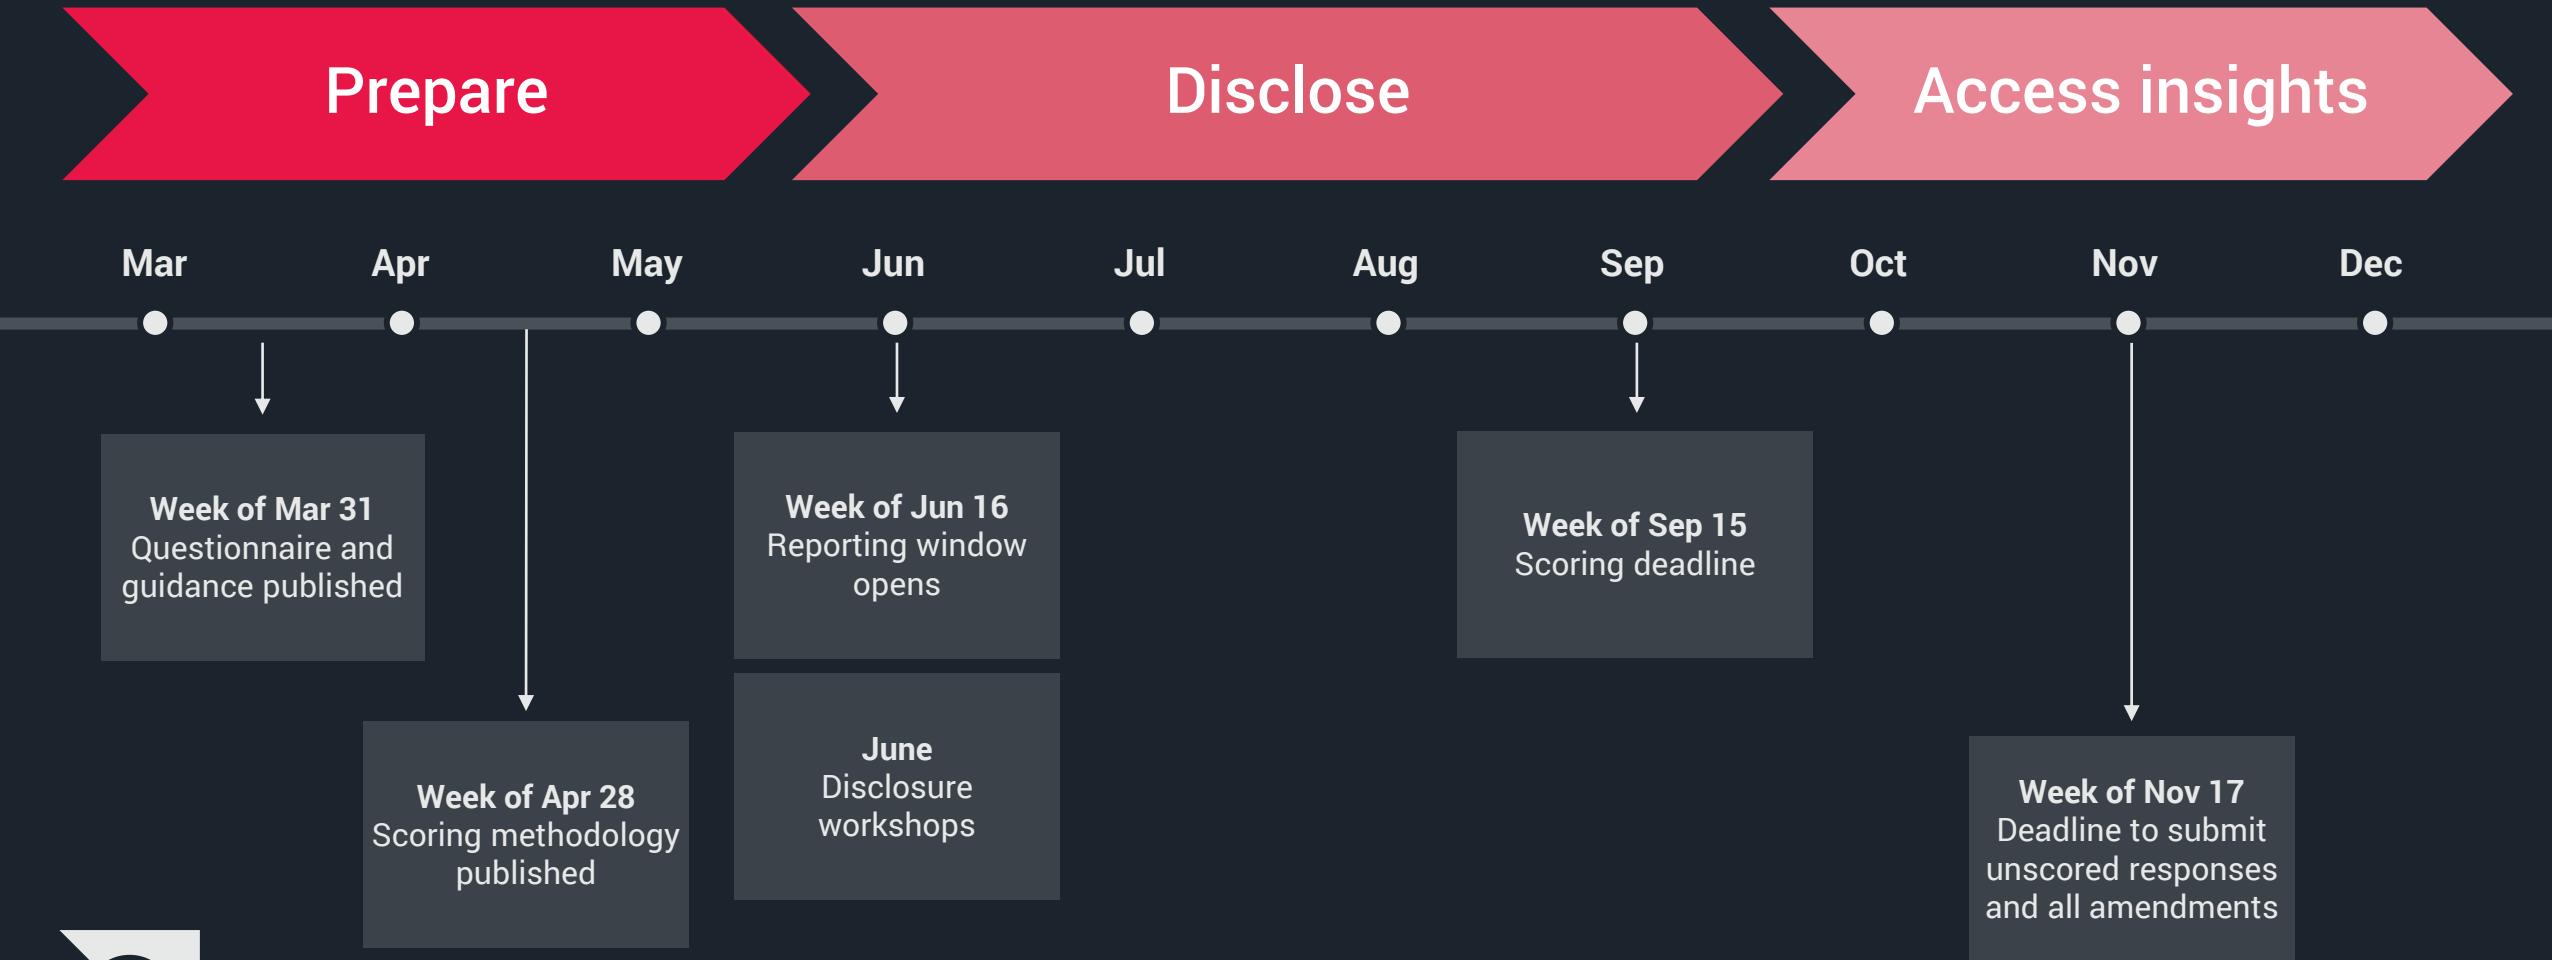 Prepare
Disclose
Access insights
Mar
Apr
May
Jun
Jul
Aug
Sep
Oct
Nov
Dec
Week of Mar 31
Questionnaire and
guidance published
Week of Apr 28
Scoring methodology
published
Week of Jun 16
Reporting window
opens
June
Disclosure
workshops
Week of Sep 15
Scoring deadline
Week of Nov 17
Deadline to submit
unscored responses
and all amendments